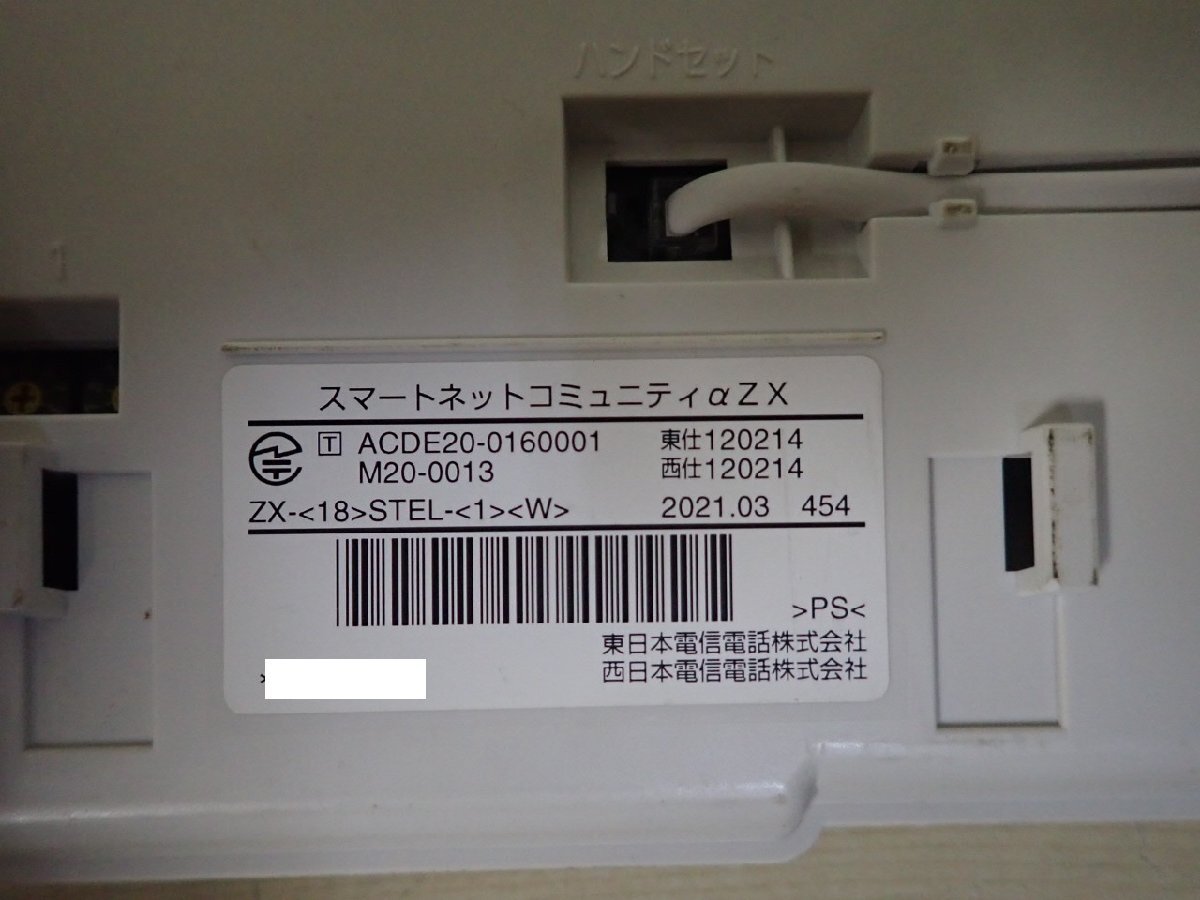 ハンドセット
1
スマートネットコミュニティαZX
T ACDE20-0160001 東仕120214
M20-0013 西仕120214
ZX-<18>STEL-<1><W> 2021.03 454
>PS<
東日本電信電話株式会社
西日本電信電話株式会社